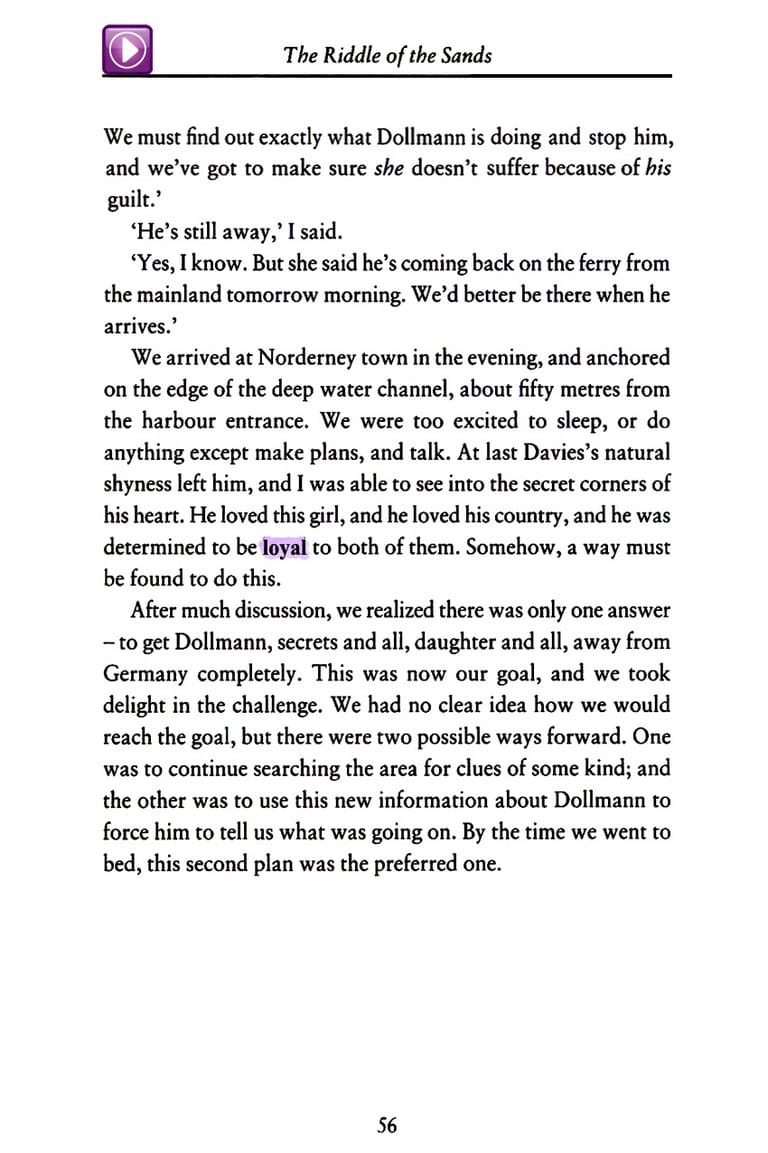 The Riddle of the Sands
We must find out exactly what Dollmann is doing and stop him,
and we've got to make sure she doesn't suffer because of his
guilt.'
‘He's still away,’ I said.
‘Yes, I know. But she said he's coming back on the ferry from
the mainland tomorrow morning. We'd better be there when he
arrives.’
We arrived at Norderney town in the evening, and anchored
on the edge of the deep water channel, about fifty metres from
the harbour entrance. We were too excited to sleep, or do
anything except make plans, and talk. At last Davies's natural
shyness left him, and I was able to see into the secret corners of
his heart. He loved this girl, and he loved his country, and he was
determined to be loyal to both of them. Somehow, a way must
be found to do this.
After much discussion, we realized there was only one answer
– to get Dollmann, secrets and all, daughter and all, away from
Germany completely. This was now our goal, and we took
delight in the challenge. We had no clear idea how we would
reach the goal, but there were two possible ways forward. One
was to continue searching the area for clues of some kind; and
the other was to use this new information about Dollmann to
force him to tell us what was going on. By the time we went to
bed, this second plan was the preferred one.
56